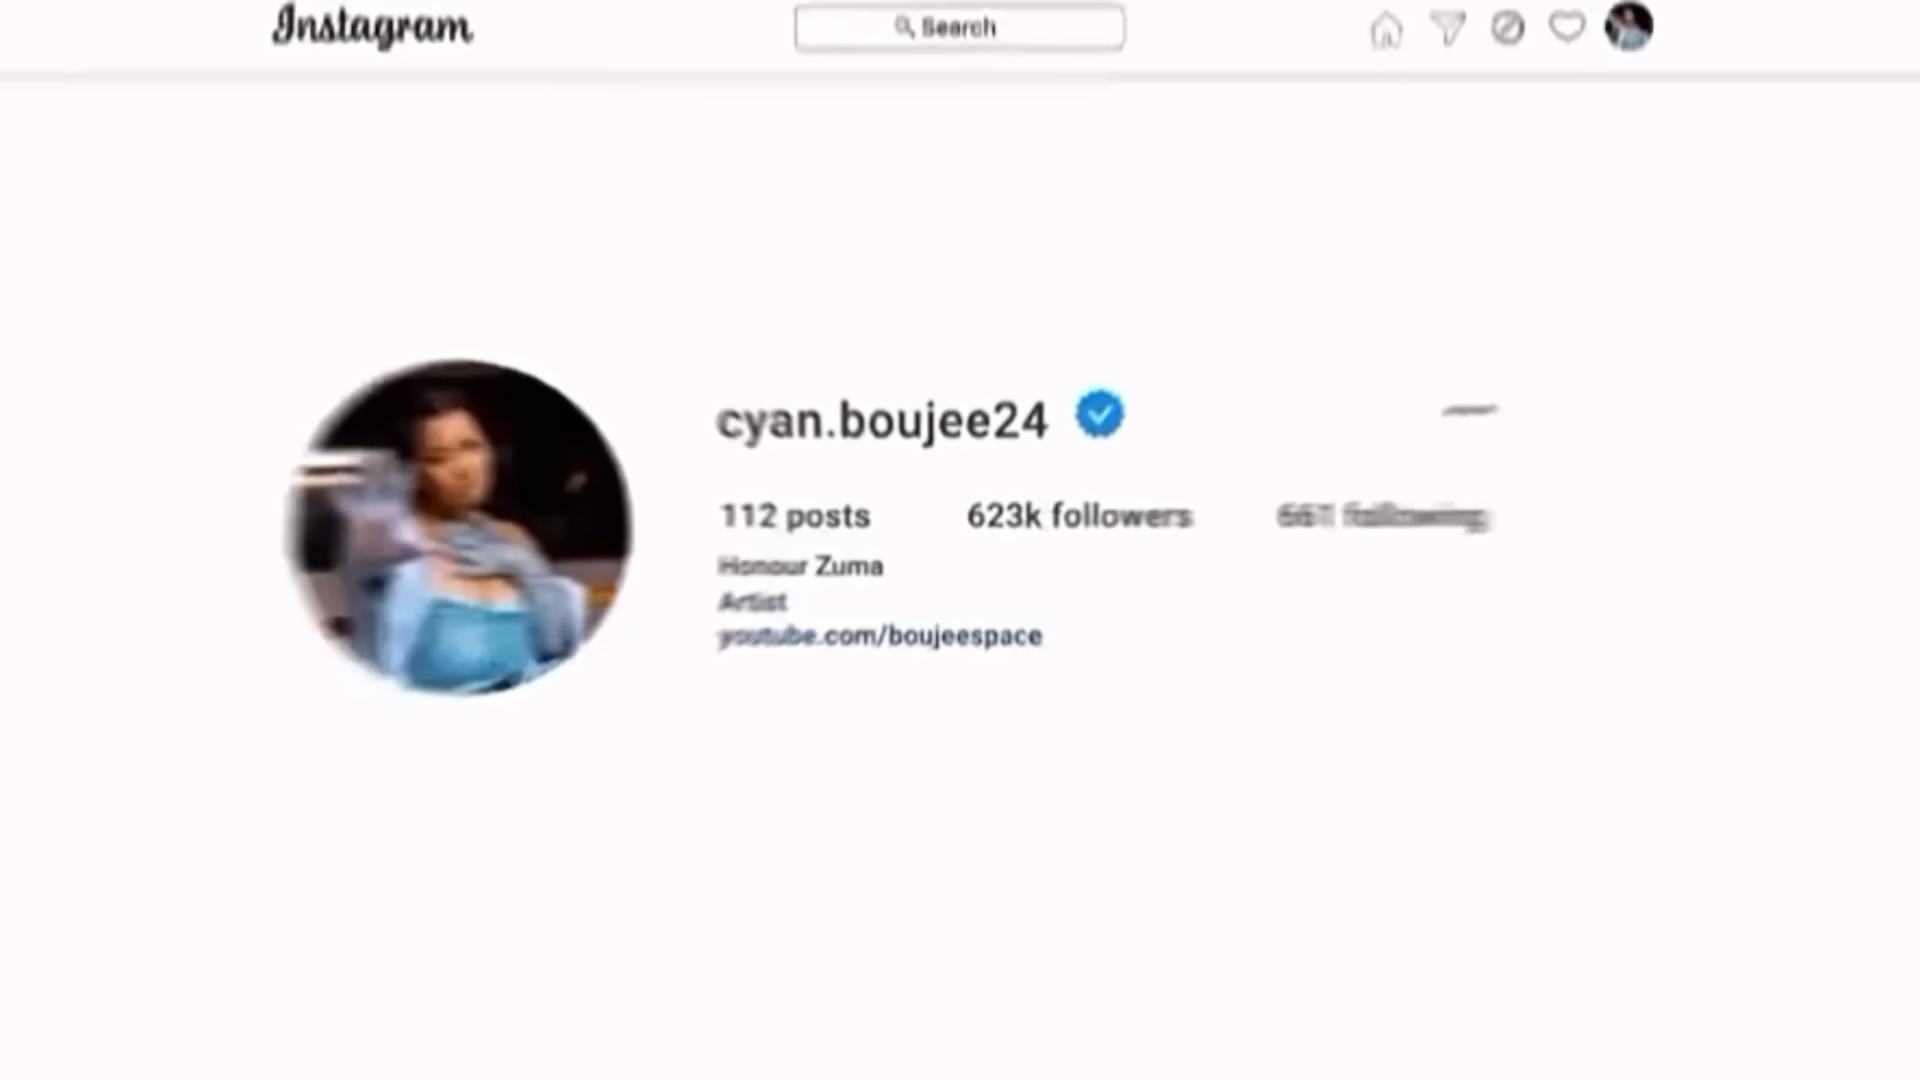 Instagram
Search
cyan.boujee24
112 posts 623k followers 661 following
Honour Zuma
Artist
youtube.com/boujeespace